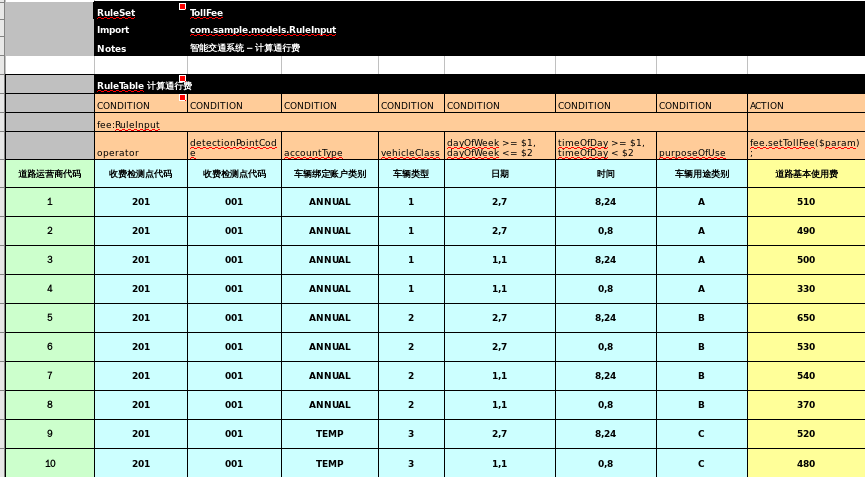 RuleSet TollFee
Import com.sample.models.RuleInput
Notes 智能交通系统 – 计算通行费
RuleTable 计算通行费
CONDITION CONDITION CONDITION CONDITION CONDITION CONDITION CONDITION ACTION
fee:RuleInput
operator detectionPointCode accountType vehicleClass dayOfWeek >= $1, dayOfWeek <= $2 timeOfDay >= $1, timeOfDay < $2 purposeOfUse fee.setTollFee($param);
道路运营商代码 收费检测点代码 收费检测点代码 车辆绑定账户类别 车辆类型 日期 时间 车辆用途类别 道路基本使用费
1 201 001 ANNUAL 1 2,7 8,24 A 510
2 201 001 ANNUAL 1 2,7 0,8 A 490
3 201 001 ANNUAL 1 1,1 8,24 A 500
4 201 001 ANNUAL 1 1,1 0,8 A 330
5 201 001 ANNUAL 2 2,7 8,24 B 650
6 201 001 ANNUAL 2 2,7 0,8 B 530
7 201 001 ANNUAL 2 1,1 8,24 B 540
8 201 001 ANNUAL 2 1,1 0,8 B 370
9 201 001 TEMP 3 2,7 8,24 C 520
10 201 001 TEMP 3 1,1 0,8 C 480